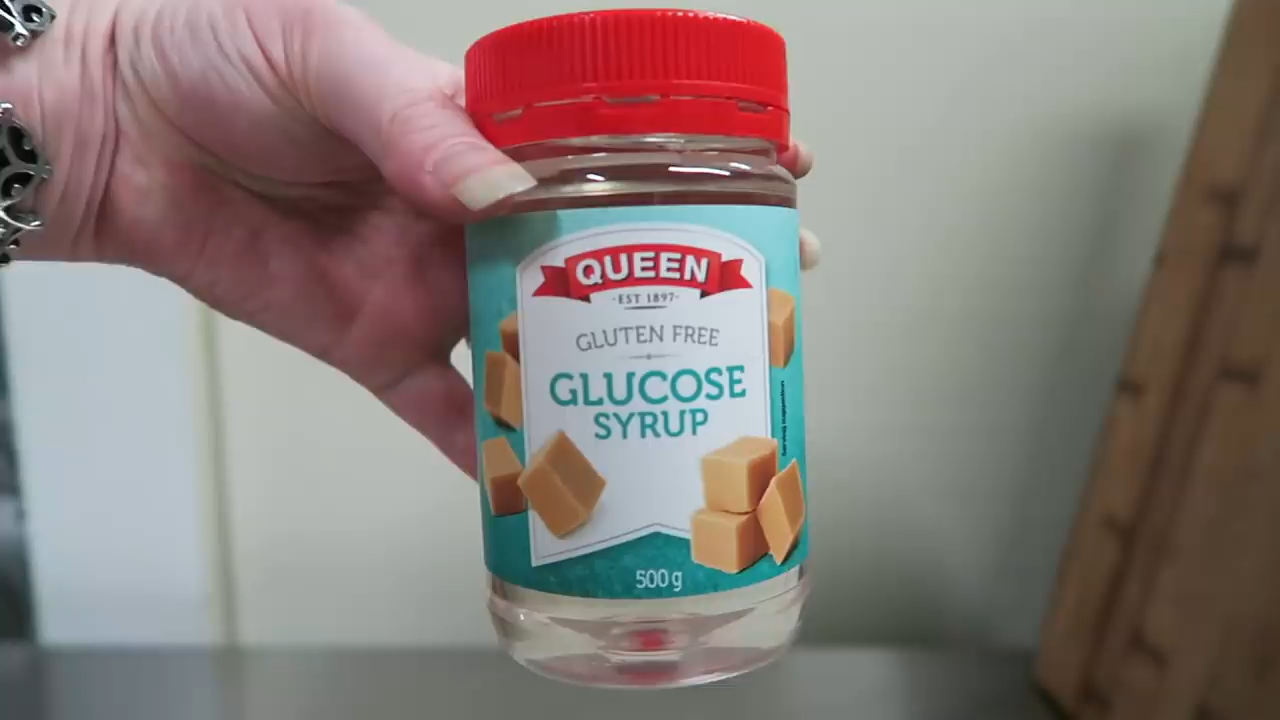 QUEEN
·EST 1897·
GLUTEN FREE
GLUCOSE
SYRUP
500g